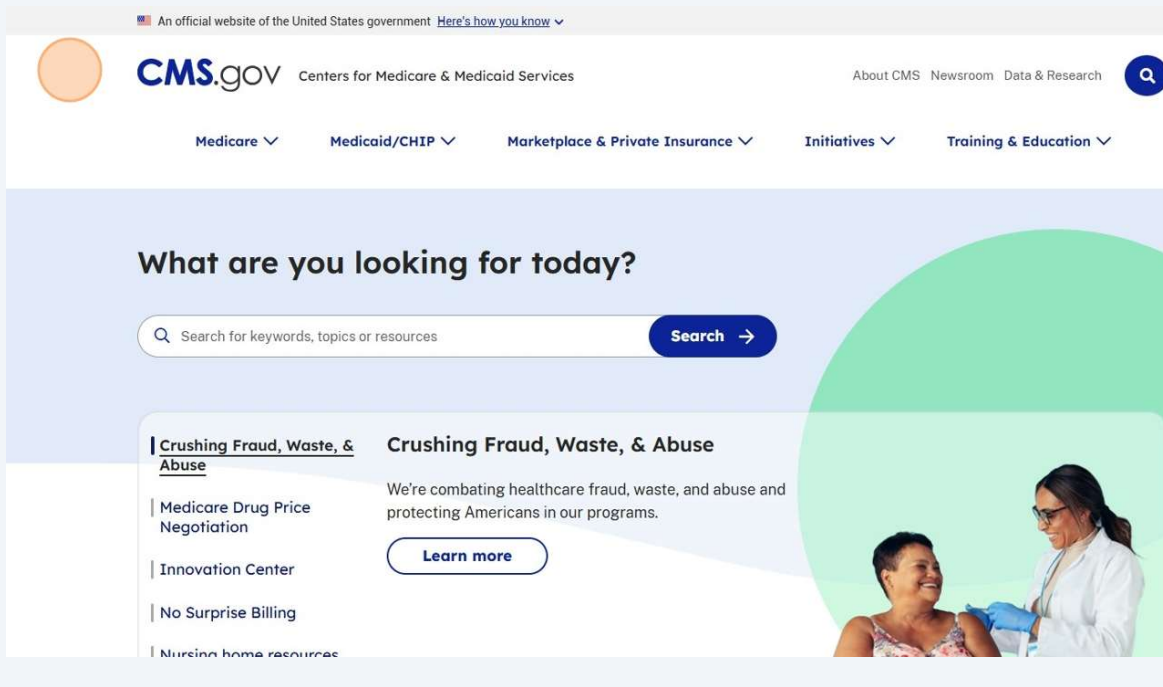 An official website of the United States government Here's how you know
CMS.gov Centers for Medicare & Medicaid Services
About CMS Newsroom Data & Research
Medicare Medicaid/CHIP Marketplace & Private Insurance Initiatives Training & Education
What are you looking for today?
Search for keywords, topics or resources Search
Crushing Fraud, Waste, &
Abuse
Medicare Drug Price
Negotiation
Innovation Center
No Surprise Billing
Nursing home resources
Crushing Fraud, Waste, & Abuse
We're combating healthcare fraud, waste, and abuse and
protecting Americans in our programs.
Learn more